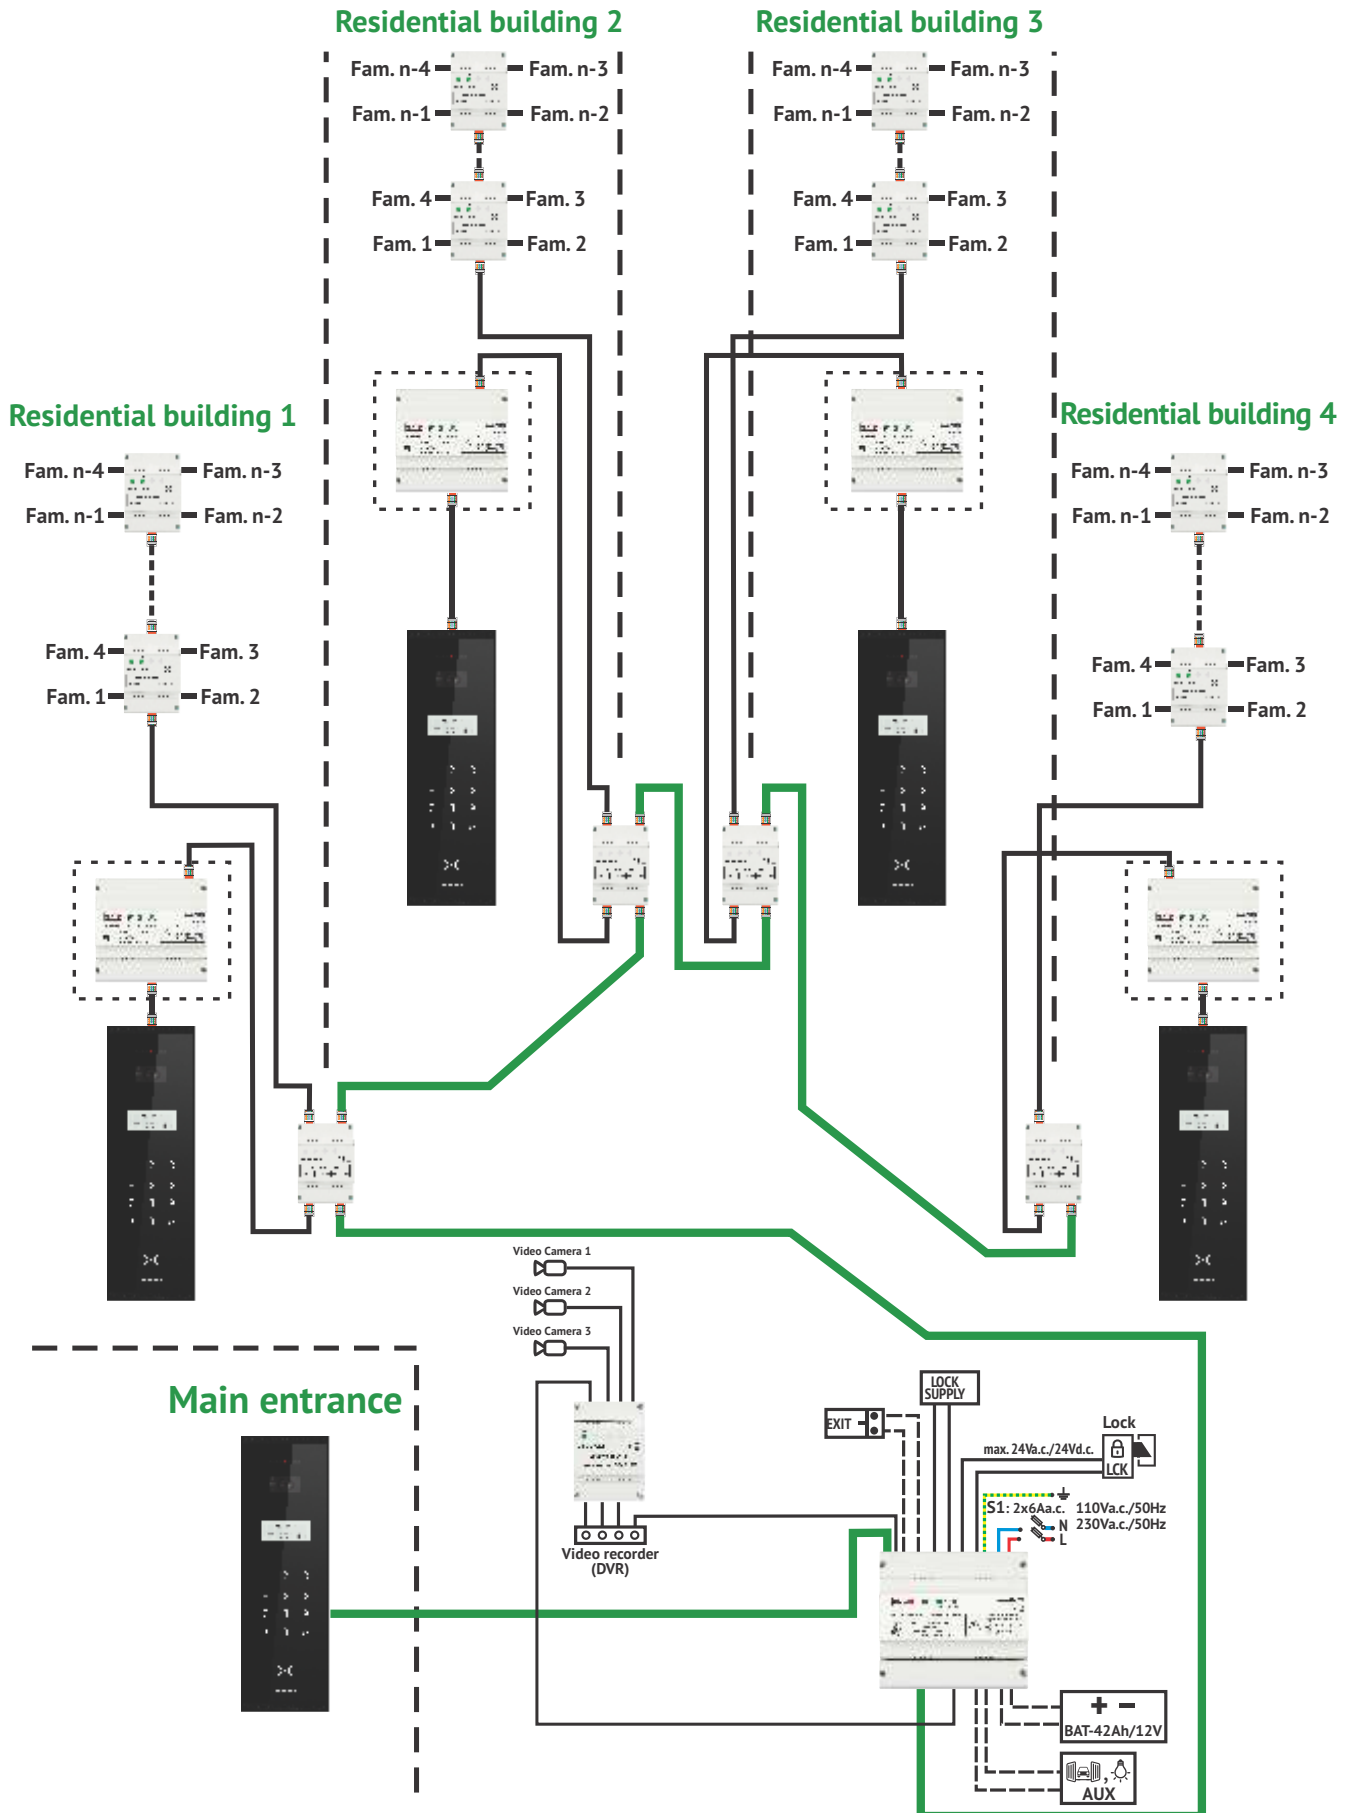 Residential building 2
Residential building 3
Fam. n-4
Fam. n-3
Fam. n-1
Fam. n-2
Fam. 4
Fam. 3
Fam. 1
Fam. 2
Fam. n-4
Fam. n-3
Fam. n-1
Fam. n-2
Fam. 4
Fam. 3
Fam. 1
Fam. 2
Residential building 1
Fam. n-4
Fam. n-3
Fam. n-1
Fam. n-2
Fam. 4
Fam. 3
Fam. 1
Fam. 2
Residential building 4
Fam. n-4
Fam. n-3
Fam. n-1
Fam. n-2
Fam. 4
Fam. 3
Fam. 1
Fam. 2
Video Camera 1
Video Camera 2
Video Camera 3
Main entrance
Video recorder
(DVR)
LOCK
SUPPLY
EXIT
Lock
max. 24Va.c./24Vd.c.
LCK
S1: 2x6Aa.c. 110Va.c./50Hz
N 230Va.c./50Hz
L
+ −
BAT-42Ah/12V
,
AUX